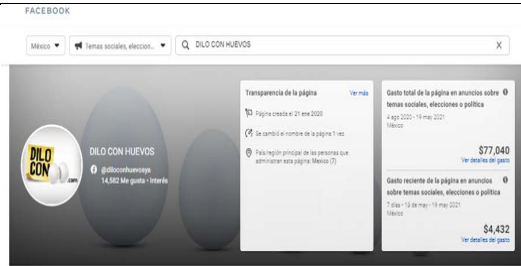 FACEBOOK
México
Temas sociales, eleccion...
DILO CON HUEVOS
X
DILO
CON
.com
DILO CON HUEVOS
@diloconhuevosya
14,582 Me gusta • Interés
Transparencia de la página
Ver más
Página creada el 21 ene 2020
Se cambió el nombre de la página 1 vez
País/región principal de las personas que
administran esta página: Mexico (7)
Gasto total de la página en anuncios sobre
temas sociales, elecciones o política
4 ago 2020 - 19 may 2021
México
$77,040
Ver detalles del gasto
Gasto reciente de la página en anuncios
sobre temas sociales, elecciones o política
7 días • 13 de may - 19 may 2021
México
$4,432
Ver detalles del gasto